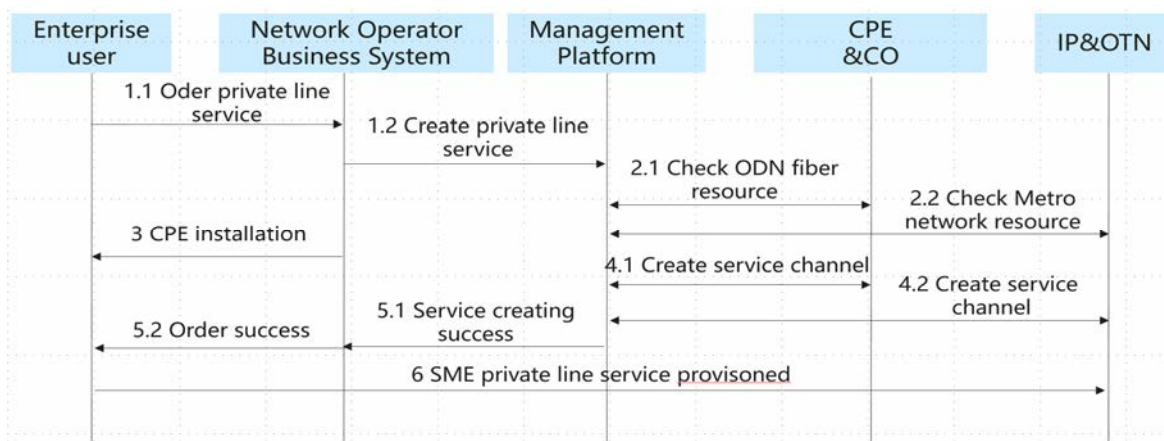 Enterprise
user
Network Operator
Business System
Management
Platform
CPE
&CO
IP&OTN
1.1 Oder private line
service
1.2 Create private line
service
2.1 Check ODN fiber
resource
2.2 Check Metro
network resource
3 CPE installation
4.1 Create service channel
4.2 Create service
channel
5.1 Service creating
success
5.2 Order success
6 SME private line service provisoned